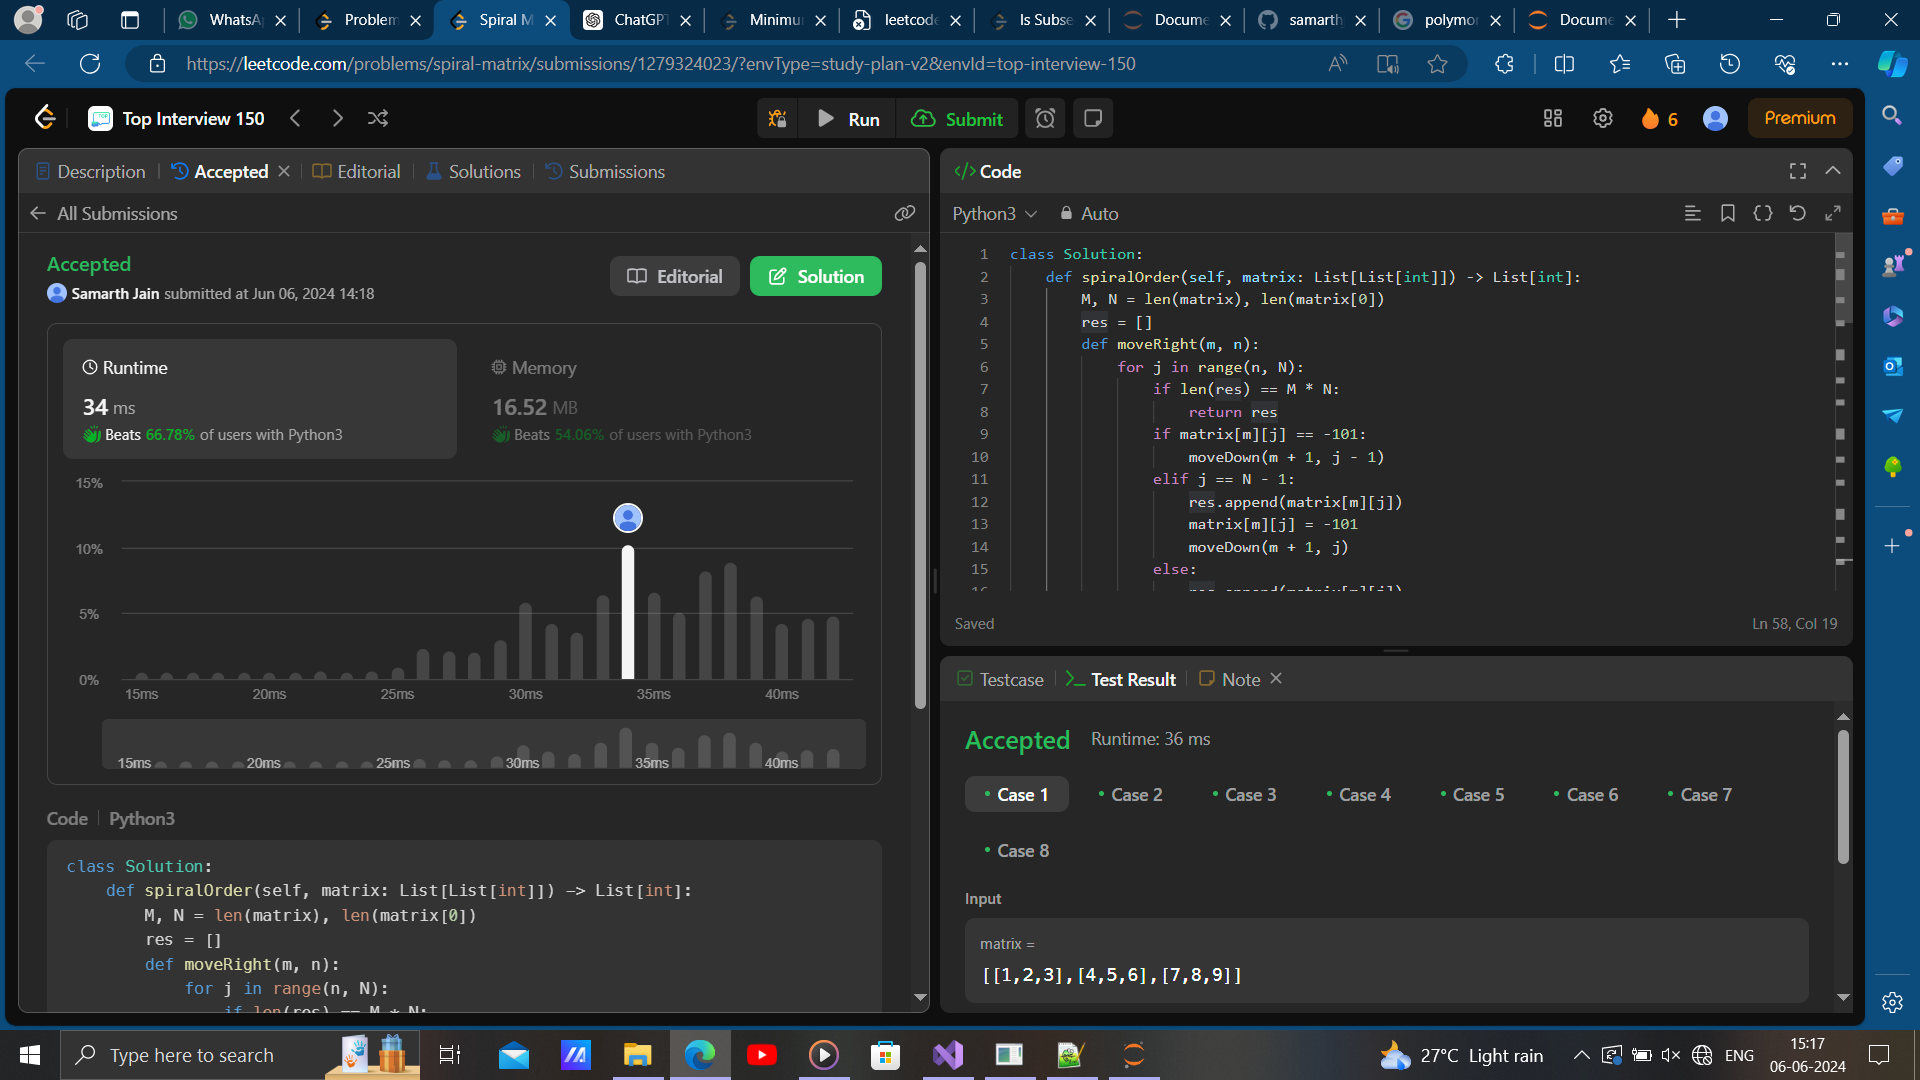 WhatsA
Problem
Spiral M
ChatGP
Minimu
leetcode
Is Subse
Docume
samarth
polymo
Docume
https://leetcode.com/problems/spiral-matrix/submissions/1279324023/?envType=study-plan-v2&envId=top-interview-150
Top Interview 150
Run
Submit
6
Premium
Description
Accepted
Editorial
Solutions
Submissions
All Submissions
Accepted
Samarth Jain submitted at Jun 06, 2024 14:18
Editorial
Solution
Runtime
34 ms
Beats 66.78% of users with Python3
Memory
16.52 MB
Beats 54.06% of users with Python3
15%
10%
5%
0%
15ms 20ms 25ms 30ms 35ms 40ms
15ms 20ms 25ms 30ms 35ms 40ms
Code Python3
class Solution:
def spiralOrder(self, matrix: List[List[int]]) -> List[int]:
M, N = len(matrix), len(matrix[0])
res = []
def moveRight(m, n):
for j in range(n, N):
if len(res) == M * N:
</> Code
Python3 Auto
1 class Solution:
2 def spiralOrder(self, matrix: List[List[int]]) -> List[int]:
3 M, N = len(matrix), len(matrix[0])
4 res = []
5 def moveRight(m, n):
6 for j in range(n, N):
7 if len(res) == M * N:
8 return res
9 if matrix[m][j] == -101:
10 moveDown(m + 1, j - 1)
11 elif j == N - 1:
12 res.append(matrix[m][j])
13 matrix[m][j] = -101
14 moveDown(m + 1, j)
15 else:
16 res.append(matrix[m][j])
Saved
Ln 58, Col 19
Testcase
Test Result
Note
Accepted Runtime: 36 ms
Case 1
Case 2
Case 3
Case 4
Case 5
Case 6
Case 7
Case 8
Input
matrix =
[[1,2,3],[4,5,6],[7,8,9]]
Type here to search
27°C Light rain
ENG
15:17
06-06-2024